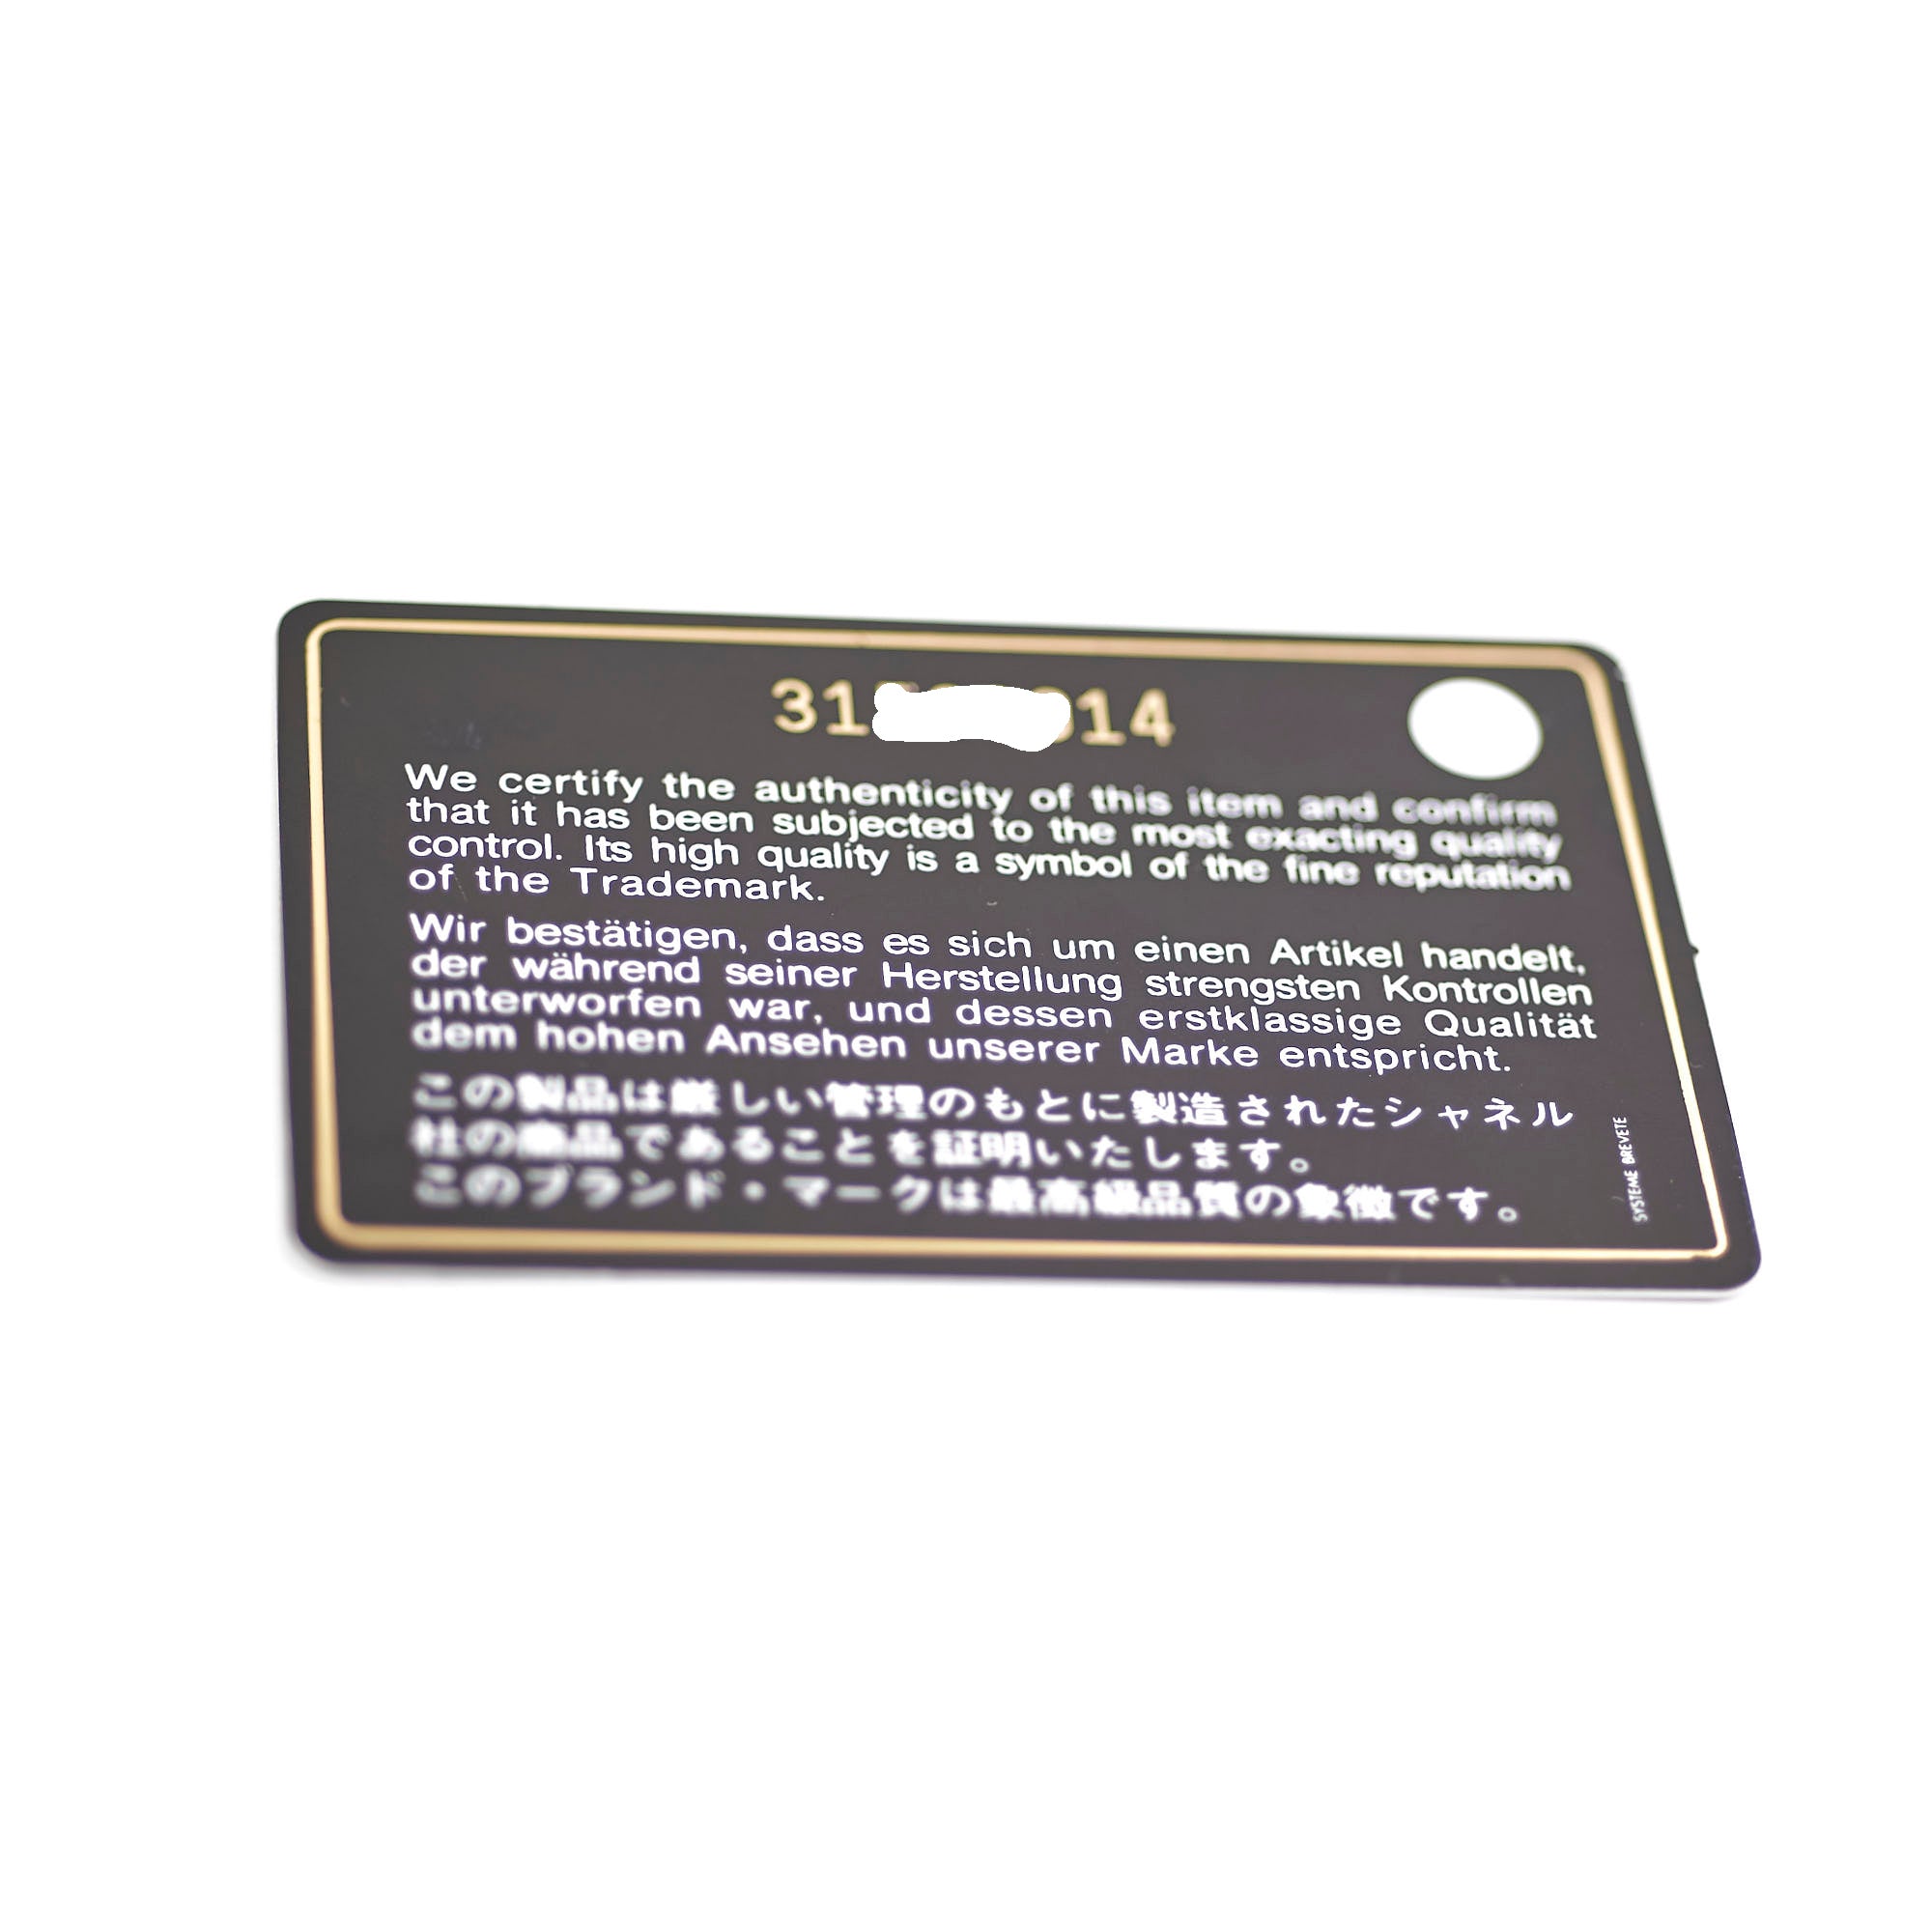 31 14
We certify the authenticity of this item and confirm
that it has been subjected to the most exacting quality
control. Its high quality is a symbol of the fine reputation
of the Trademark.
Wir bestätigen, dass es sich um einen Artikel handelt,
der während seiner Herstellung strengsten Kontrollen
unterworfen war, und dessen erstklassige Qualität
dem hohen Ansehen unserer Marke entspricht.
この製品は厳しい管理のもとに製造されたシャネル
社の商品であることを証明いたします。
このブランド・マークは最高級品質の象徴です。
SYSTEME BREVETE